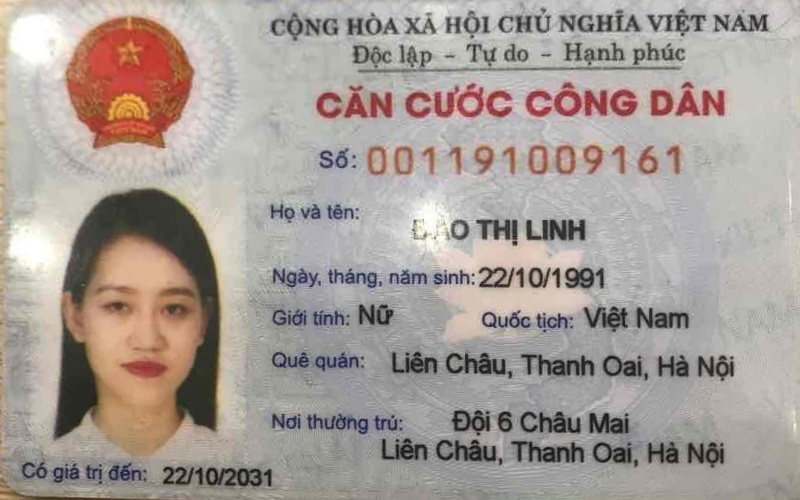 CỘNG HÒA XÃ HỘI CHỦ NGHĨA VIỆT NAM
Độc lập - Tự do - Hạnh phúc
CĂN CƯỚC CÔNG DÂN
Số: 001191009161
Họ và tên:
ĐÀO THỊ LINH
Ngày, tháng, năm sinh: 22/10/1991
Giới tính: Nữ Quốc tịch: Việt Nam
Quê quán: Liên Châu, Thanh Oai, Hà Nội
Nơi thường trú: Đội 6 Châu Mai
Liên Châu, Thanh Oai, Hà Nội
Có giá trị đến: 22/10/2031